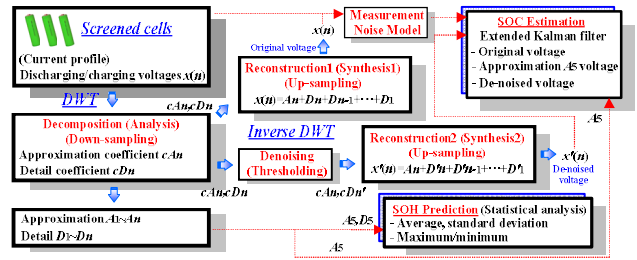 Screened cells
(Current profile)
Discharging/charging voltages x(n)
x(n)
Original voltage
Measurement
Noise Model
SOC Estimation
- Extended Kalman filter
- Original voltage
- Approximation A5 voltage
- De-noised voltage
Reconstruction1 (Synthesis1)
(Up-sampling)
x(n)=An+Dn+Dn-1+⋯+D1
cAn,cDn
DWT
Decomposition (Analysis)
(Down-sampling)
Approximation coefficient cAn
Detail coefficient cDn
cAn,cDn
Inverse DWT
Denoising
(Thresholding)
cAn,cDn'
Reconstruction2 (Synthesis2)
(Up-sampling)
x'(n)=An+D'n+D'n-1+⋯+D'1
x'(n)
De-noised
voltage
A5
Approximation A1~An
Detail D1~Dn
A5,D5
A5
SOH Prediction (Statistical analysis)
- Average, standard deviation
- Maximum/minimum